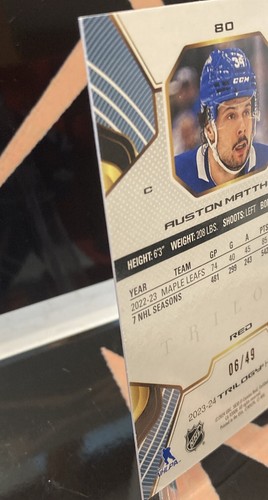 80
34
CCM
C
AUSTON MATTH
HEIGHT: 6'3" WEIGHT: 208 LBS. SHOOTS: LEFT
YEAR TEAM GP G A PTS
2022-23 MAPLE LEAFS 74 40 45 85
7 NHL SEASONS 481 299 243 542
RED
06/49
2023-24 TRILOGY
NHL
NHLPA